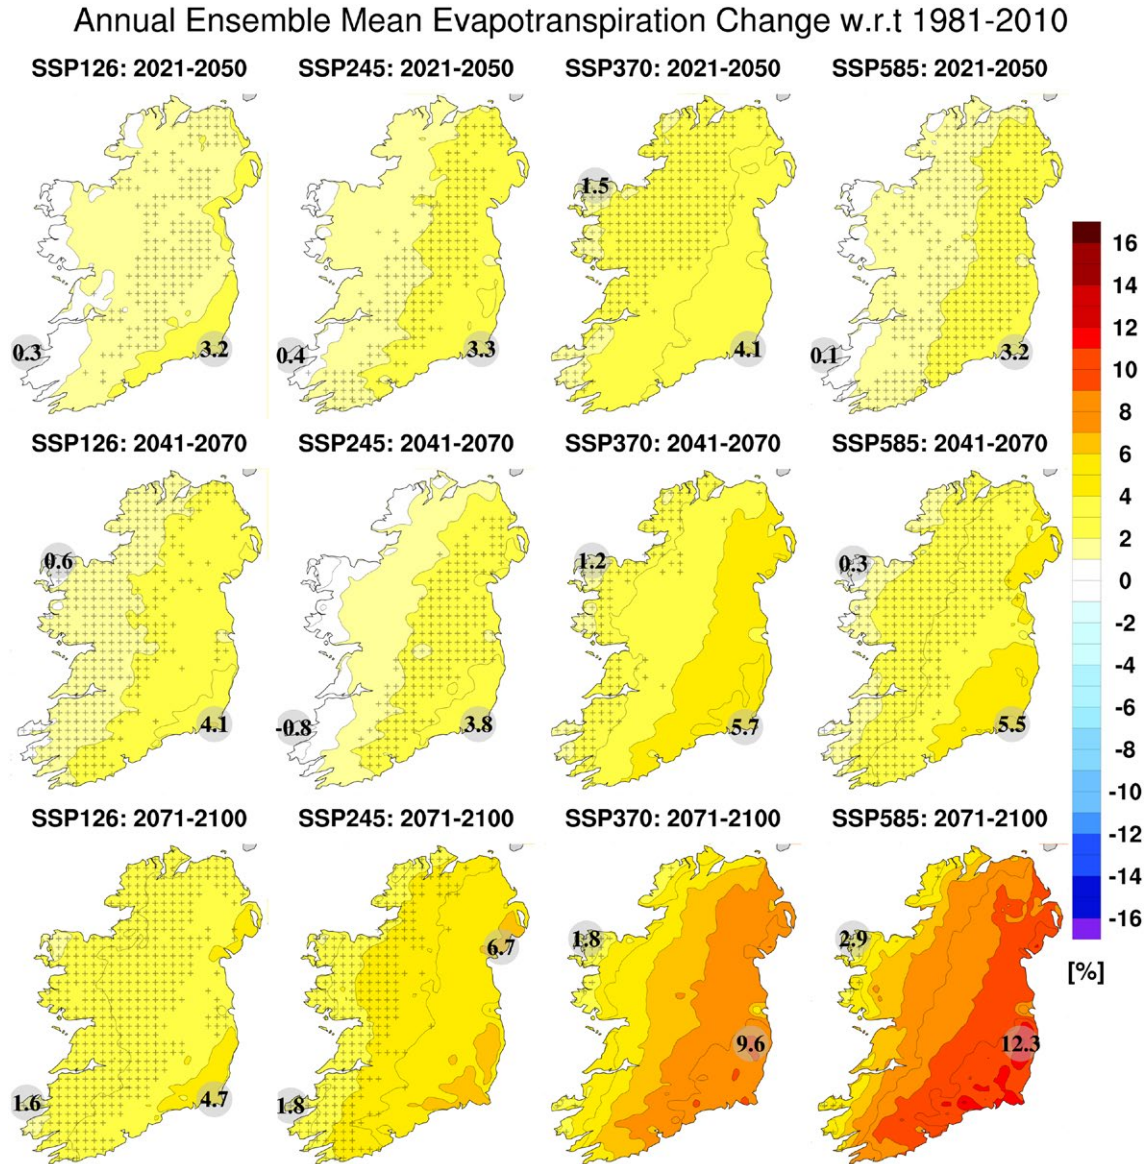 Annual Ensemble Mean Evapotranspiration Change w.r.t 1981-2010
SSP126: 2021-2050 SSP245: 2021-2050 SSP370: 2021-2050 SSP585: 2021-2050
1.5
0.3 3.2 0.4 3.3 4.1 0.1 3.2
SSP126: 2041-2070 SSP245: 2041-2070 SSP370: 2041-2070 SSP585: 2041-2070
0.6 1.2 0.3
4.1 -0.8 3.8 5.7 5.5
SSP126: 2071-2100 SSP245: 2071-2100 SSP370: 2071-2100 SSP585: 2071-2100
6.7 1.8 2.9
9.6 12.3
1.6 4.7 1.8
16
14
12
10
8
6
4
2
0
-2
-4
-6
-8
-10
-12
-14
-16
[%]